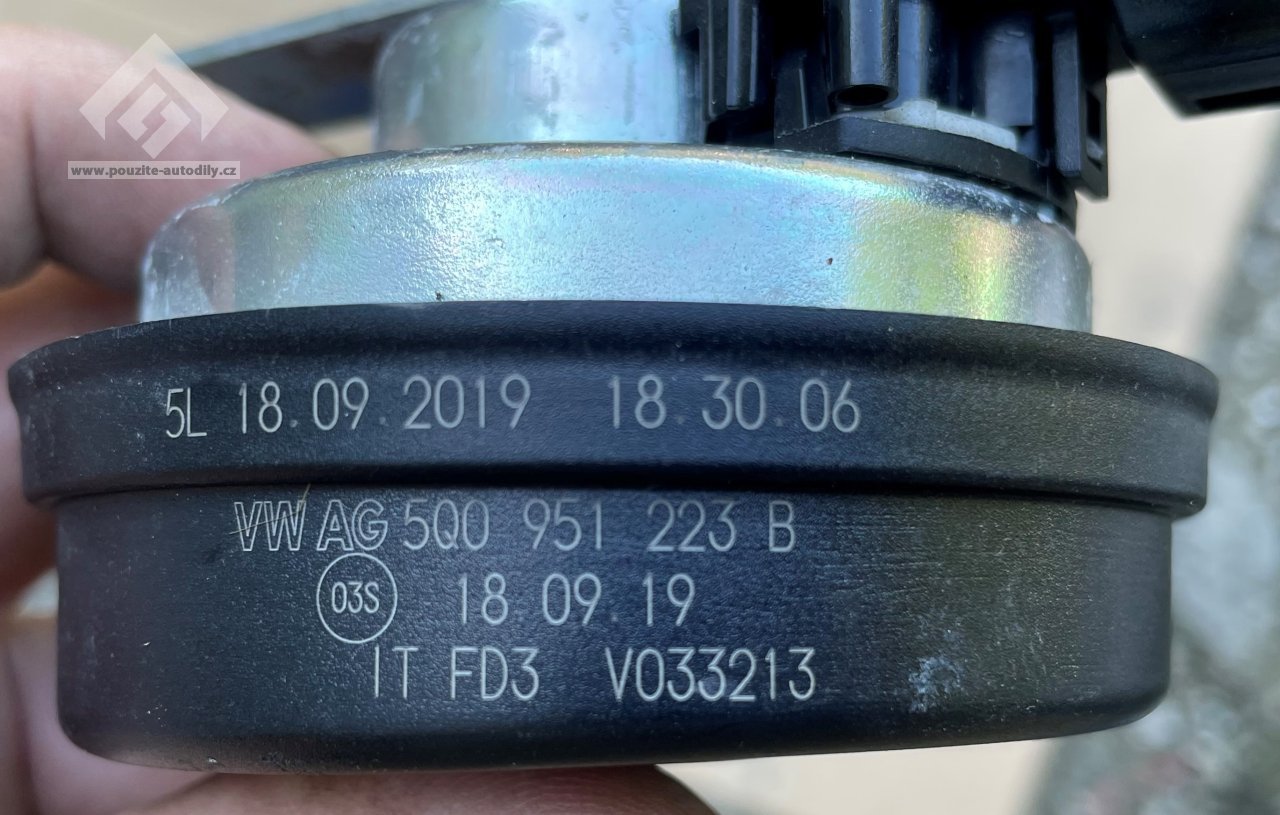 www.pouzite-autodily.cz
5L 18.09.2019 18.30.06
VW AG 5Q0 951 223 B
03S 18 09 19
IT FD3 V033213